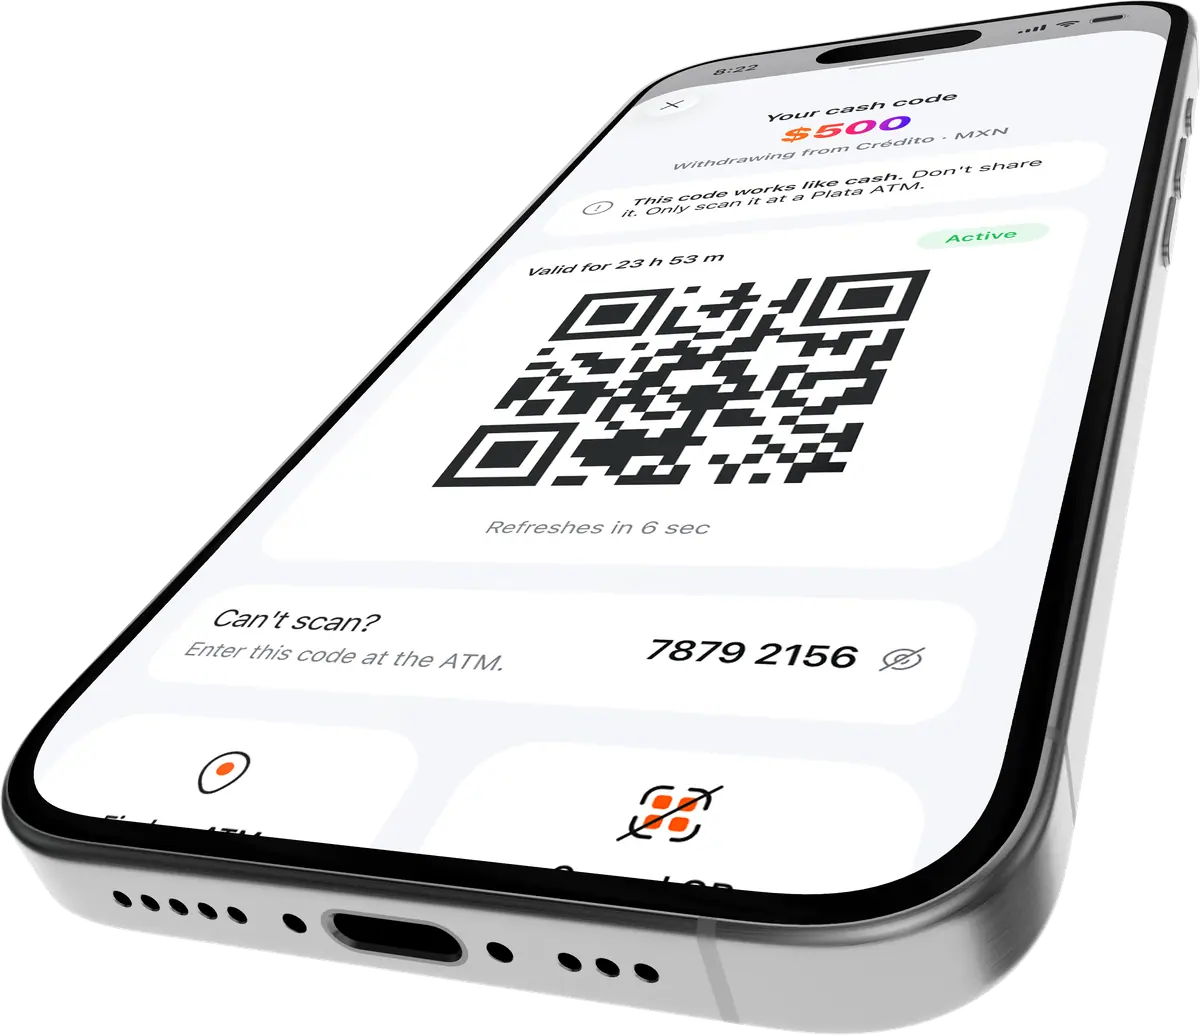 8:22
Your cash code
$500
Withdrawing from Crédito · MXN
This code works like cash. Don't share
it. Only scan it at a Plata ATM.
Active
Valid for 23 h 53 m
Refreshes in 6 sec
Can't scan?
Enter this code at the ATM.
7879 2156